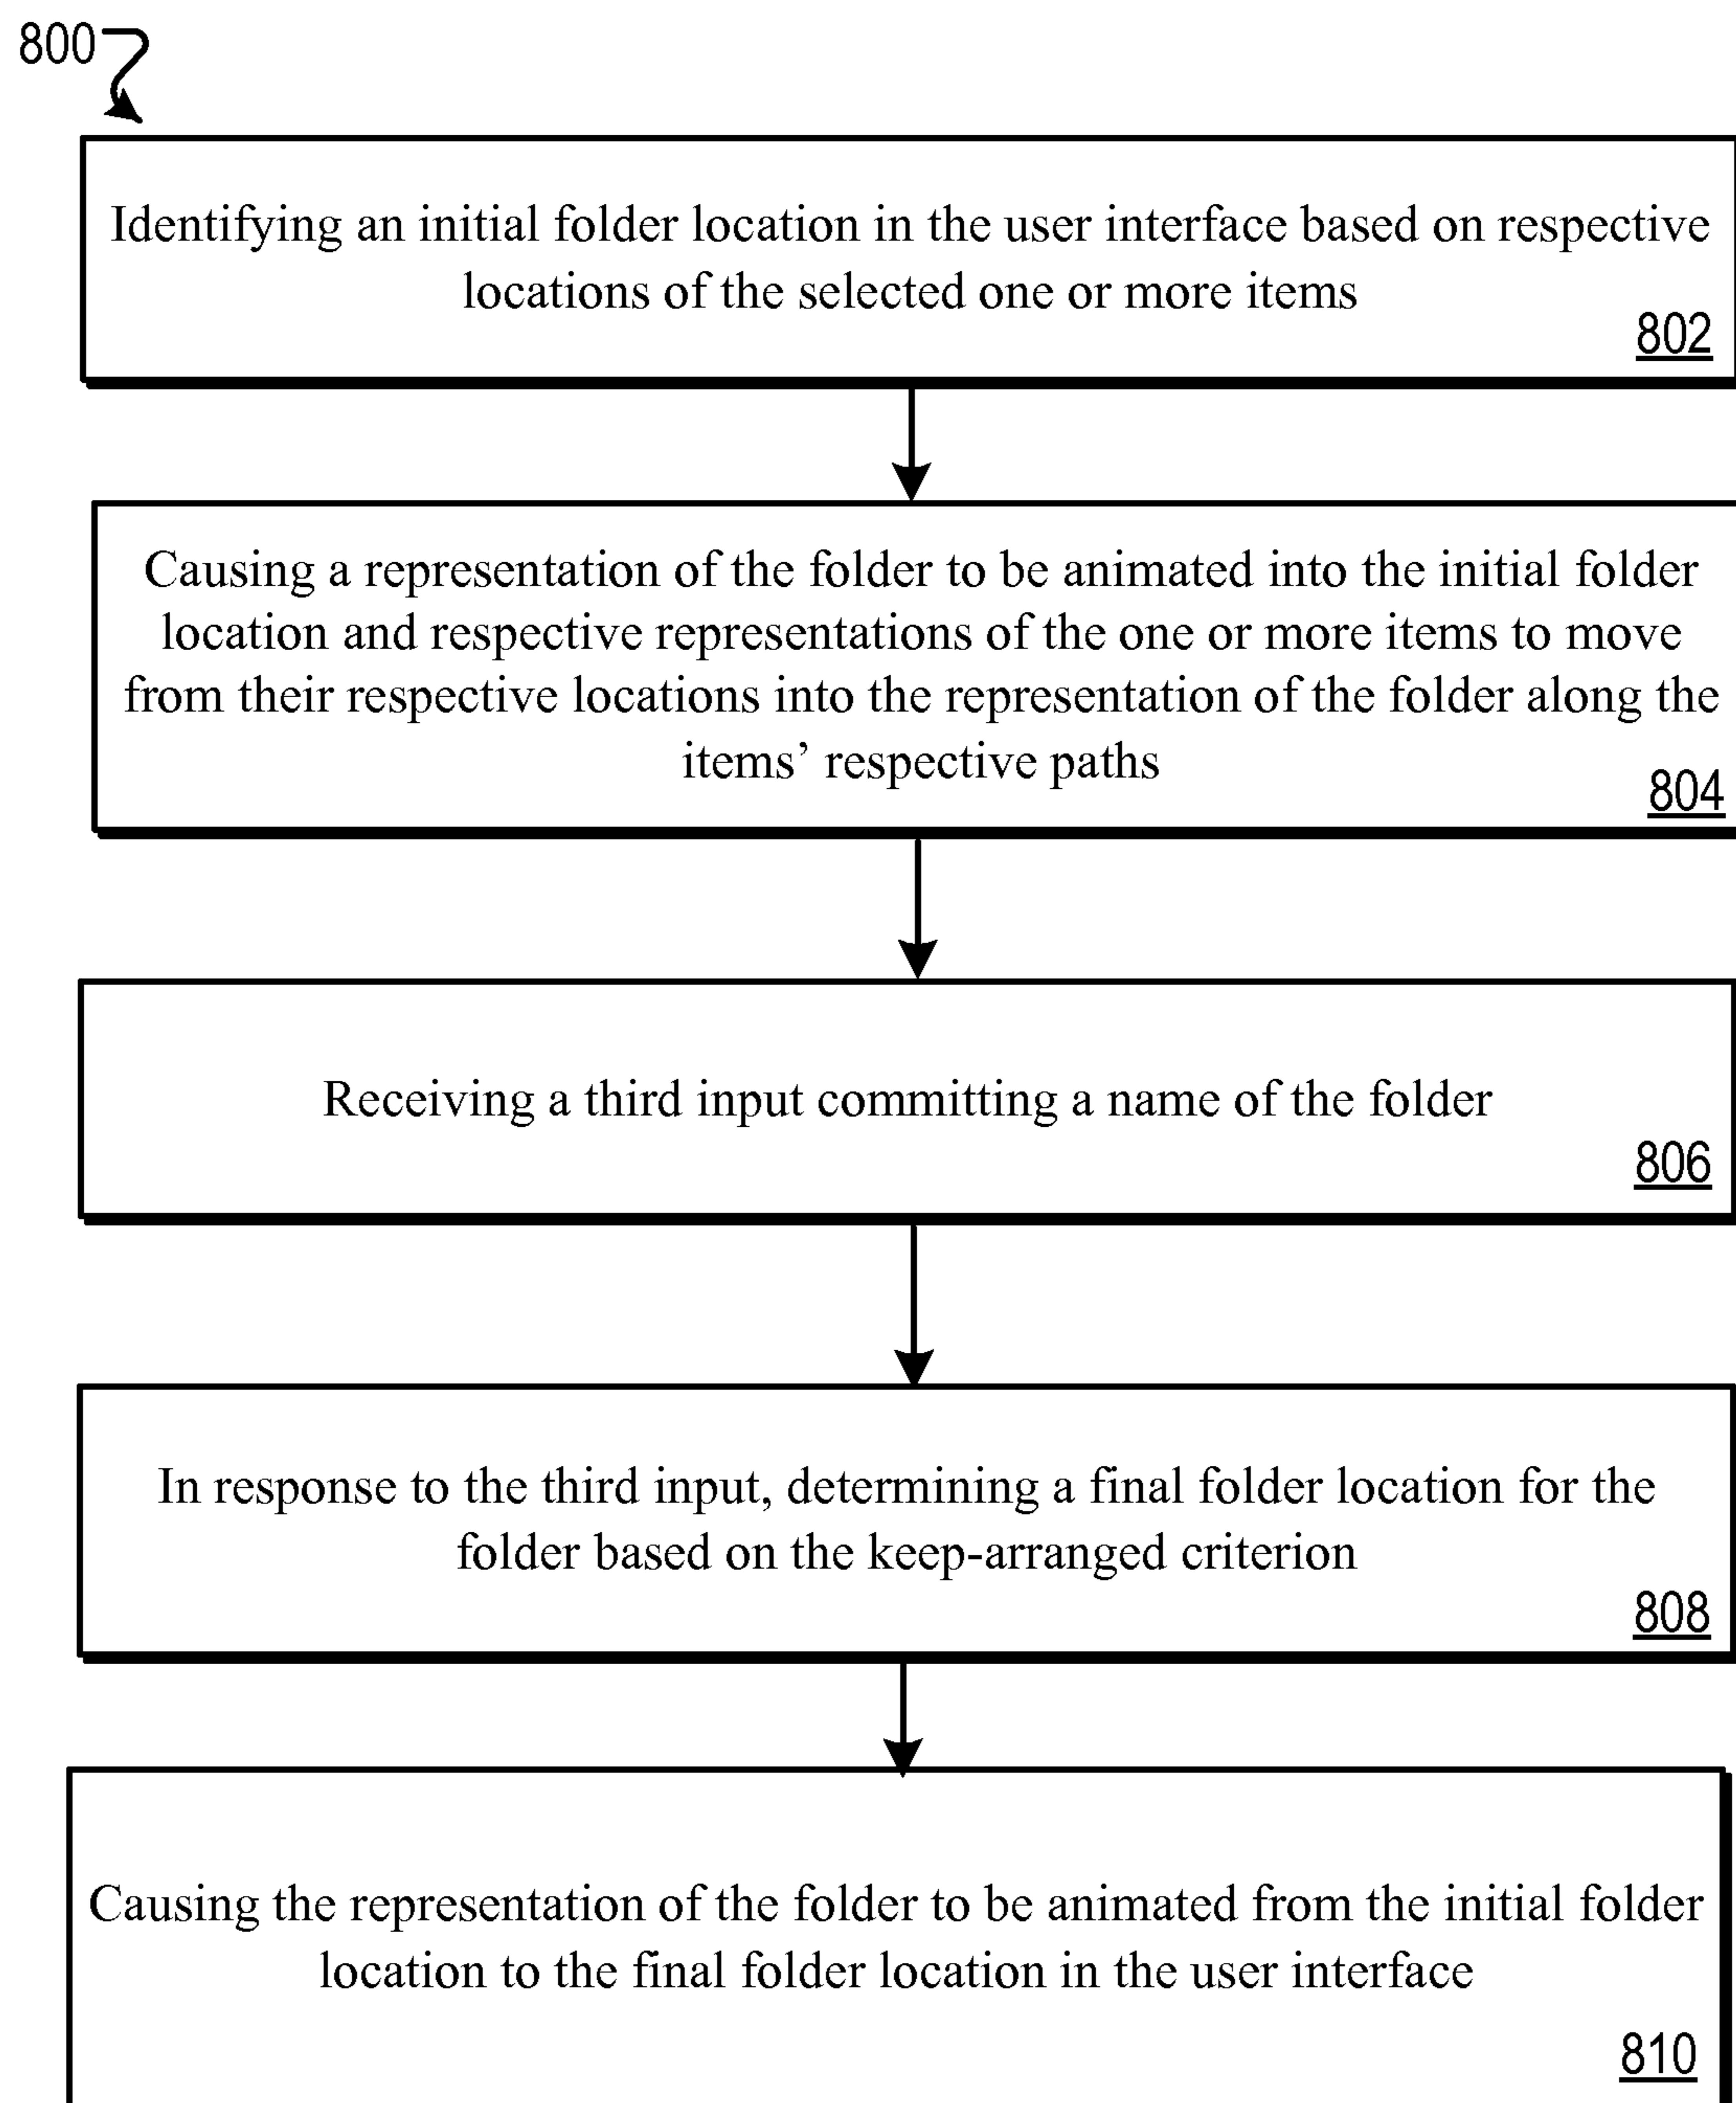 800
Identifying an initial folder location in the user interface based on respective
locations of the selected one or more items
802
Causing a representation of the folder to be animated into the initial folder
location and respective representations of the one or more items to move
from their respective locations into the representation of the folder along the
items’ respective paths
804
Receiving a third input committing a name of the folder
806
In response to the third input, determining a final folder location for the
folder based on the keep-arranged criterion
808
Causing the representation of the folder to be animated from the initial folder
location to the final folder location in the user interface
810